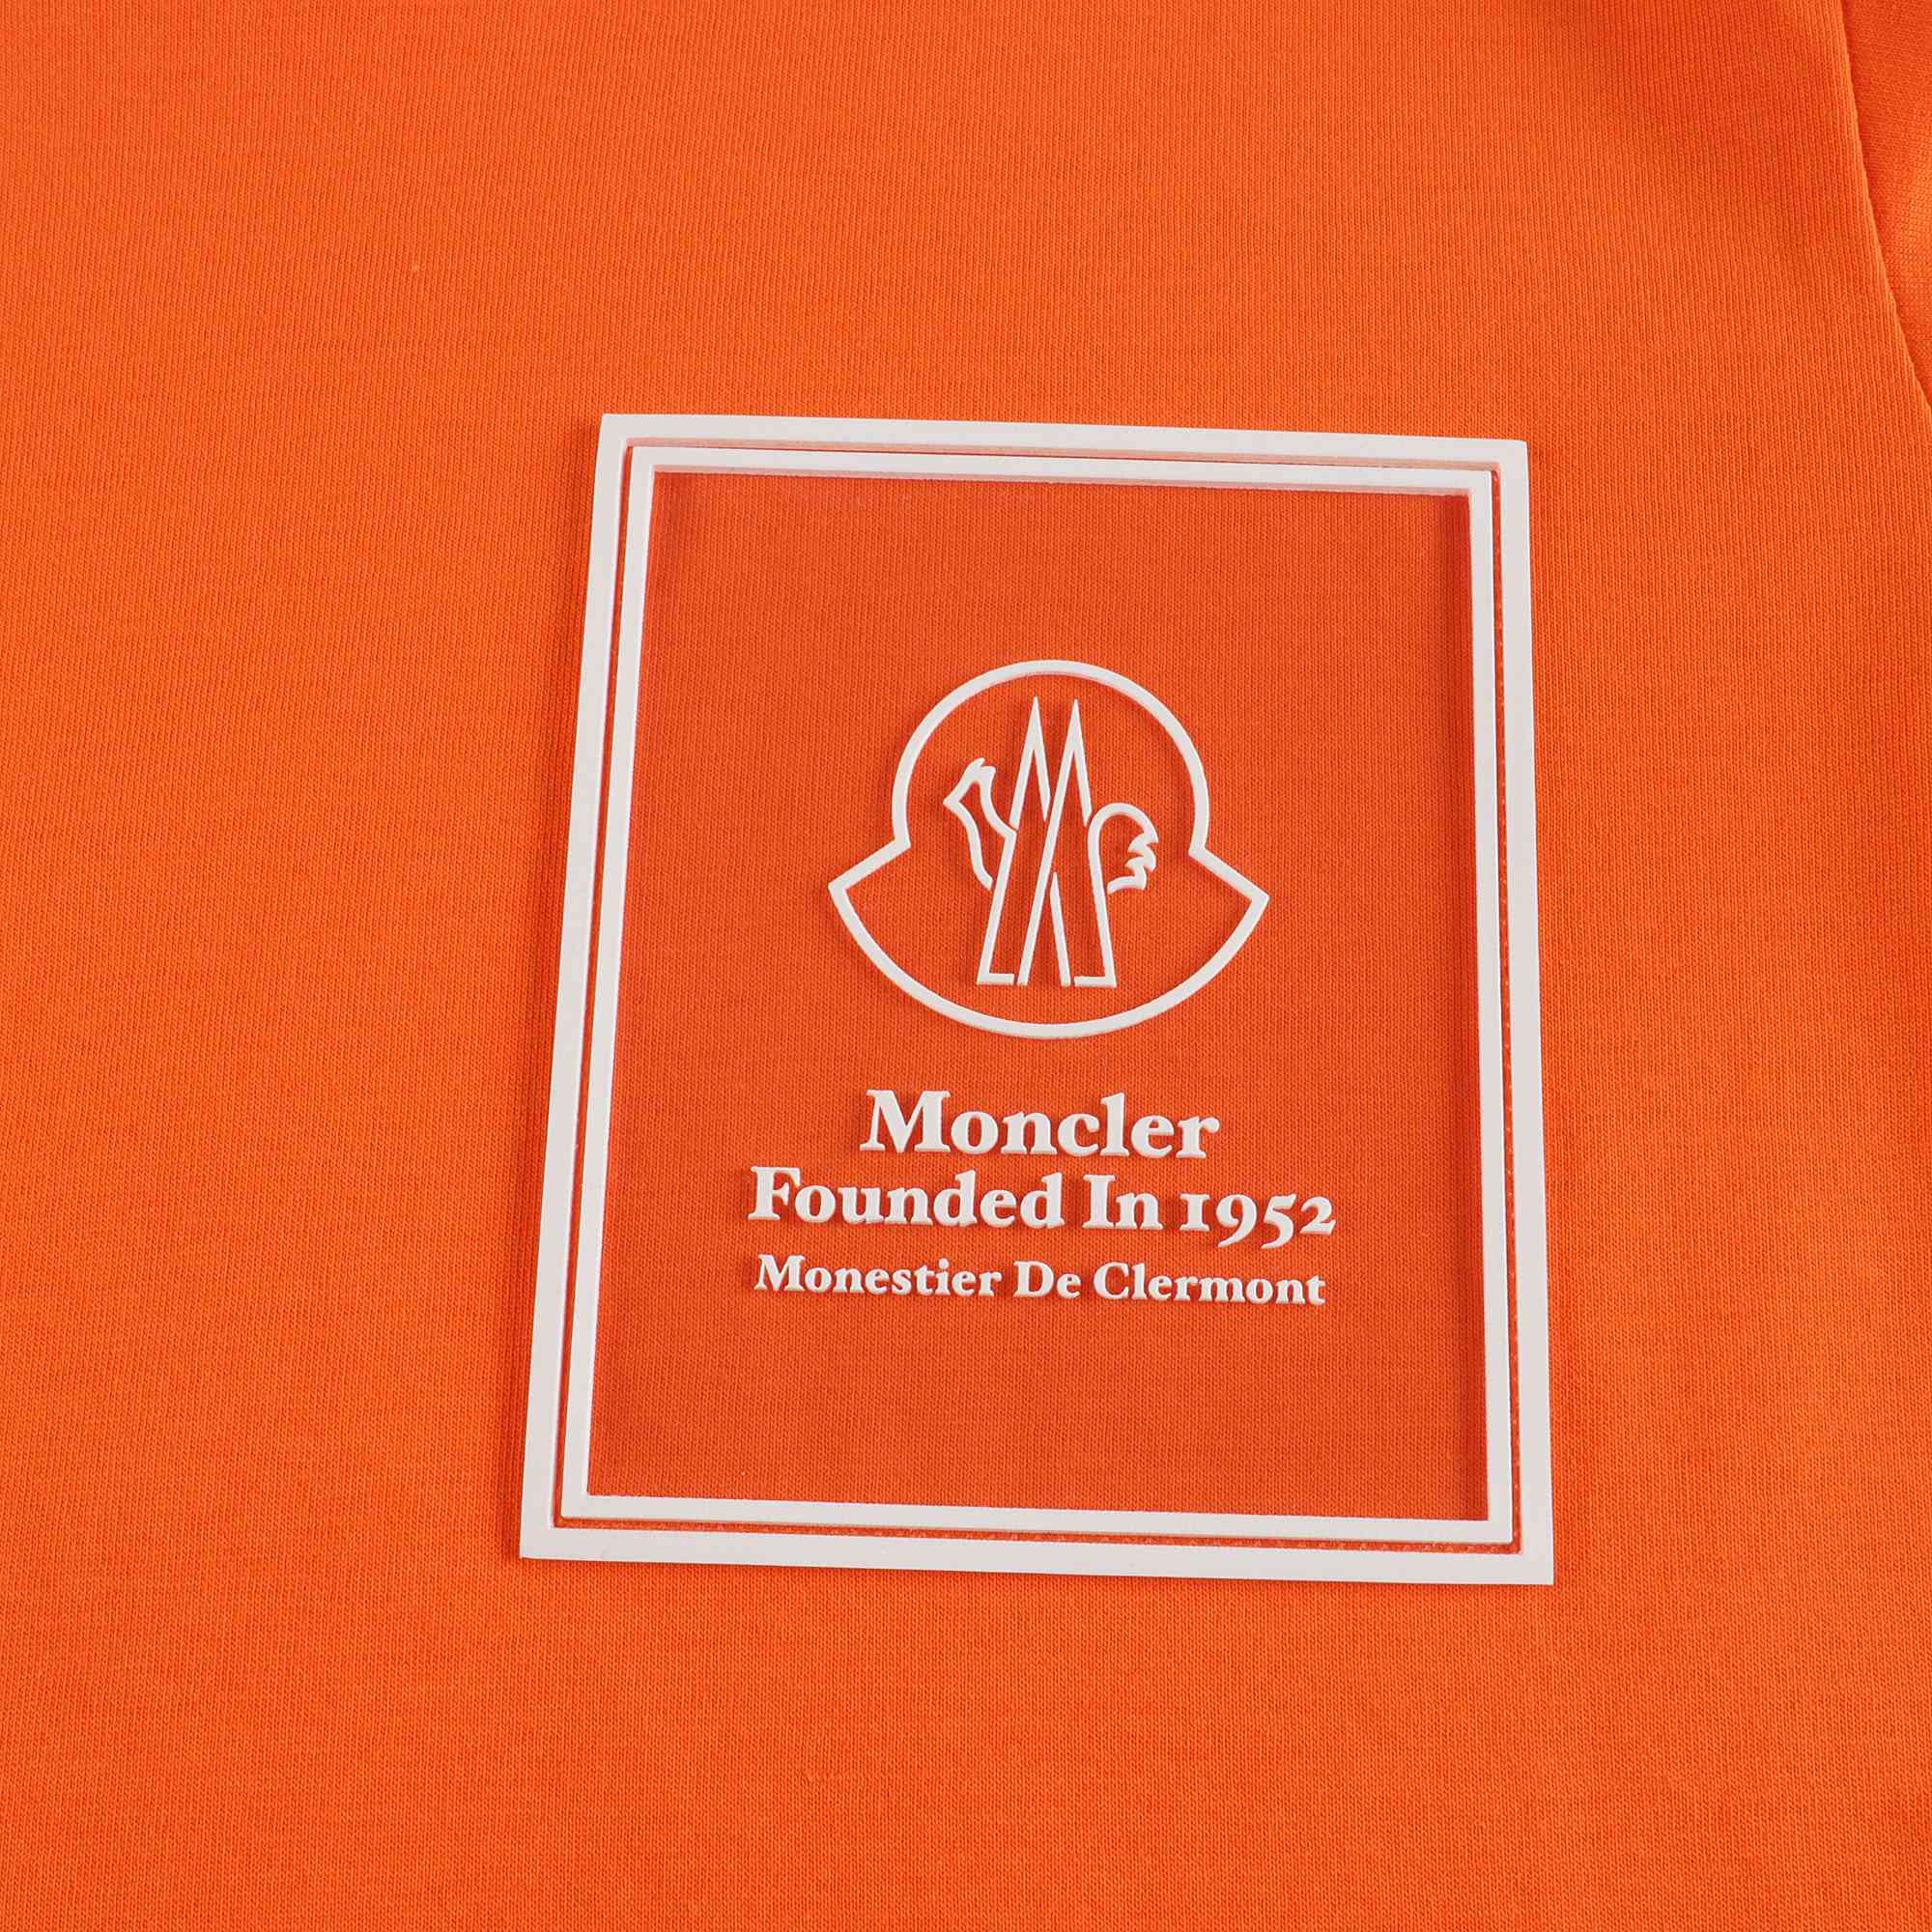 Moncler
Founded In 1952
Monestier De Clermont